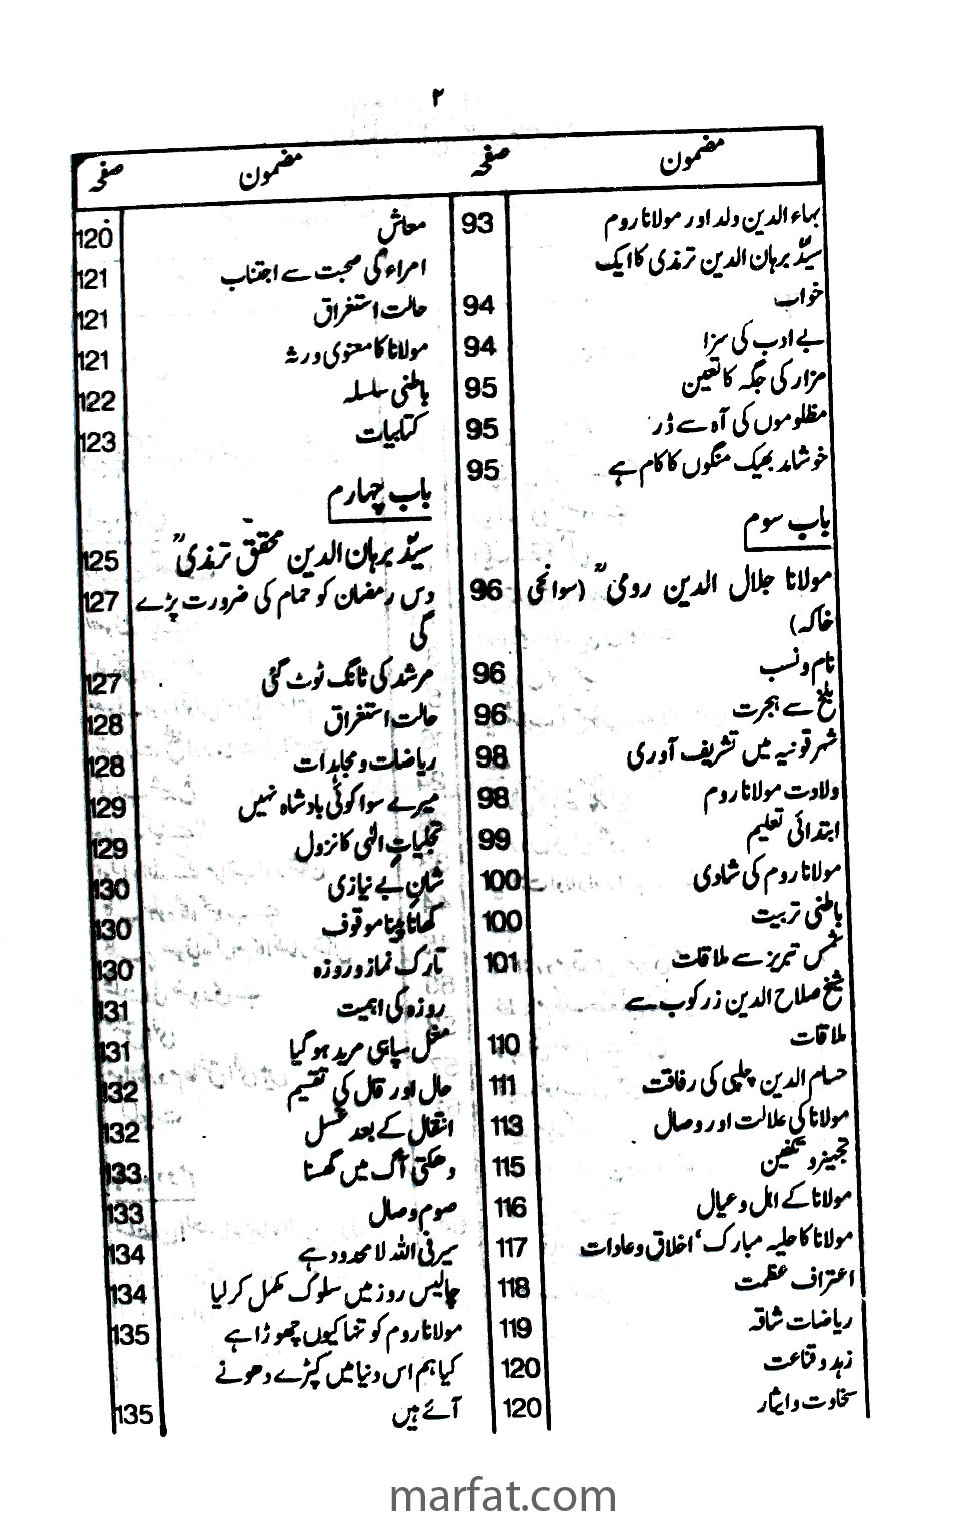 ۲
مضمون صفحہ
بہاء الدین ولد اور مولانا روم 93
سیّد برہان الدین ترمذی کا ایک
خواب 94
بے ادب کی سزا 94
مزار کی جگہ کا تعین 95
مظلوموں کی آہ سے ڈر 95
خوشامد بھیک منگوں کا کام ہے 95
باب سوم
مولانا جلال الدین رومیؒ (سوانحی 96
خاکہ)
نام و نسب 96
بلخ سے ہجرت 96
شہر قونیہ میں تشریف آوری 98
ولادت مولانا روم 98
ابتدائی تعلیم 99
مولانا روم کی شادی 100
باطنی تربیت 100
شمس تبریز سے ملاقات 101
شیخ صلاح الدین زرکوب سے
ملاقات 110
حسام الدین چلپی کی رفاقت 111
مولانا کی علالت اور وصال 113
تجہیز و تکفین 115
مولانا کے اہل و عیال 116
مولانا کا حلیہ مبارک، اخلاق و عادات 117
اعتراف عظمت 118
ریاضات شاقہ 119
زہد و قناعت 120
سخاوت و ایثار 120
مضمون صفحہ
معاش 120
امراء کی صحبت سے اجتناب 121
حالت استغراق 121
مولانا کا معنوی ورثہ 121
باطنی سلسلہ 122
کتابیات 123
باب چہارم
سیّد برہان الدین محقق ترمذیؒ 125
دس رمضان کو حمام کی ضرورت پڑے 127
گی
مرشد کی ٹانگ ٹوٹ گئی 127
حالت استغراق 128
ریاضات و مجاہدات 128
میرے سوا کوئی بادشاہ نہیں 129
تجلیاتِ الٰہی کا نزول 129
شانِ بے نیازی 130
کھانا پینا موقوف 130
تارک نماز و روزہ 130
روزہ کی اہمیت 131
مغل سپاہی مرید ہو گیا 131
حال اور قال کی تقسیم 132
انتقال کے بعد غسل 132
دھکتی آگ میں گھسنا 133
صوم وصال 133
سیر فی اللہ لا محدود ہے 134
چالیس روز میں سلوک مکمل کر لیا 134
مولانا روم کو تنہا کیوں چھوڑا ہے 135
کیا ہم اس دنیا میں کپڑے دھونے
آئے ہیں 135
marfat.com